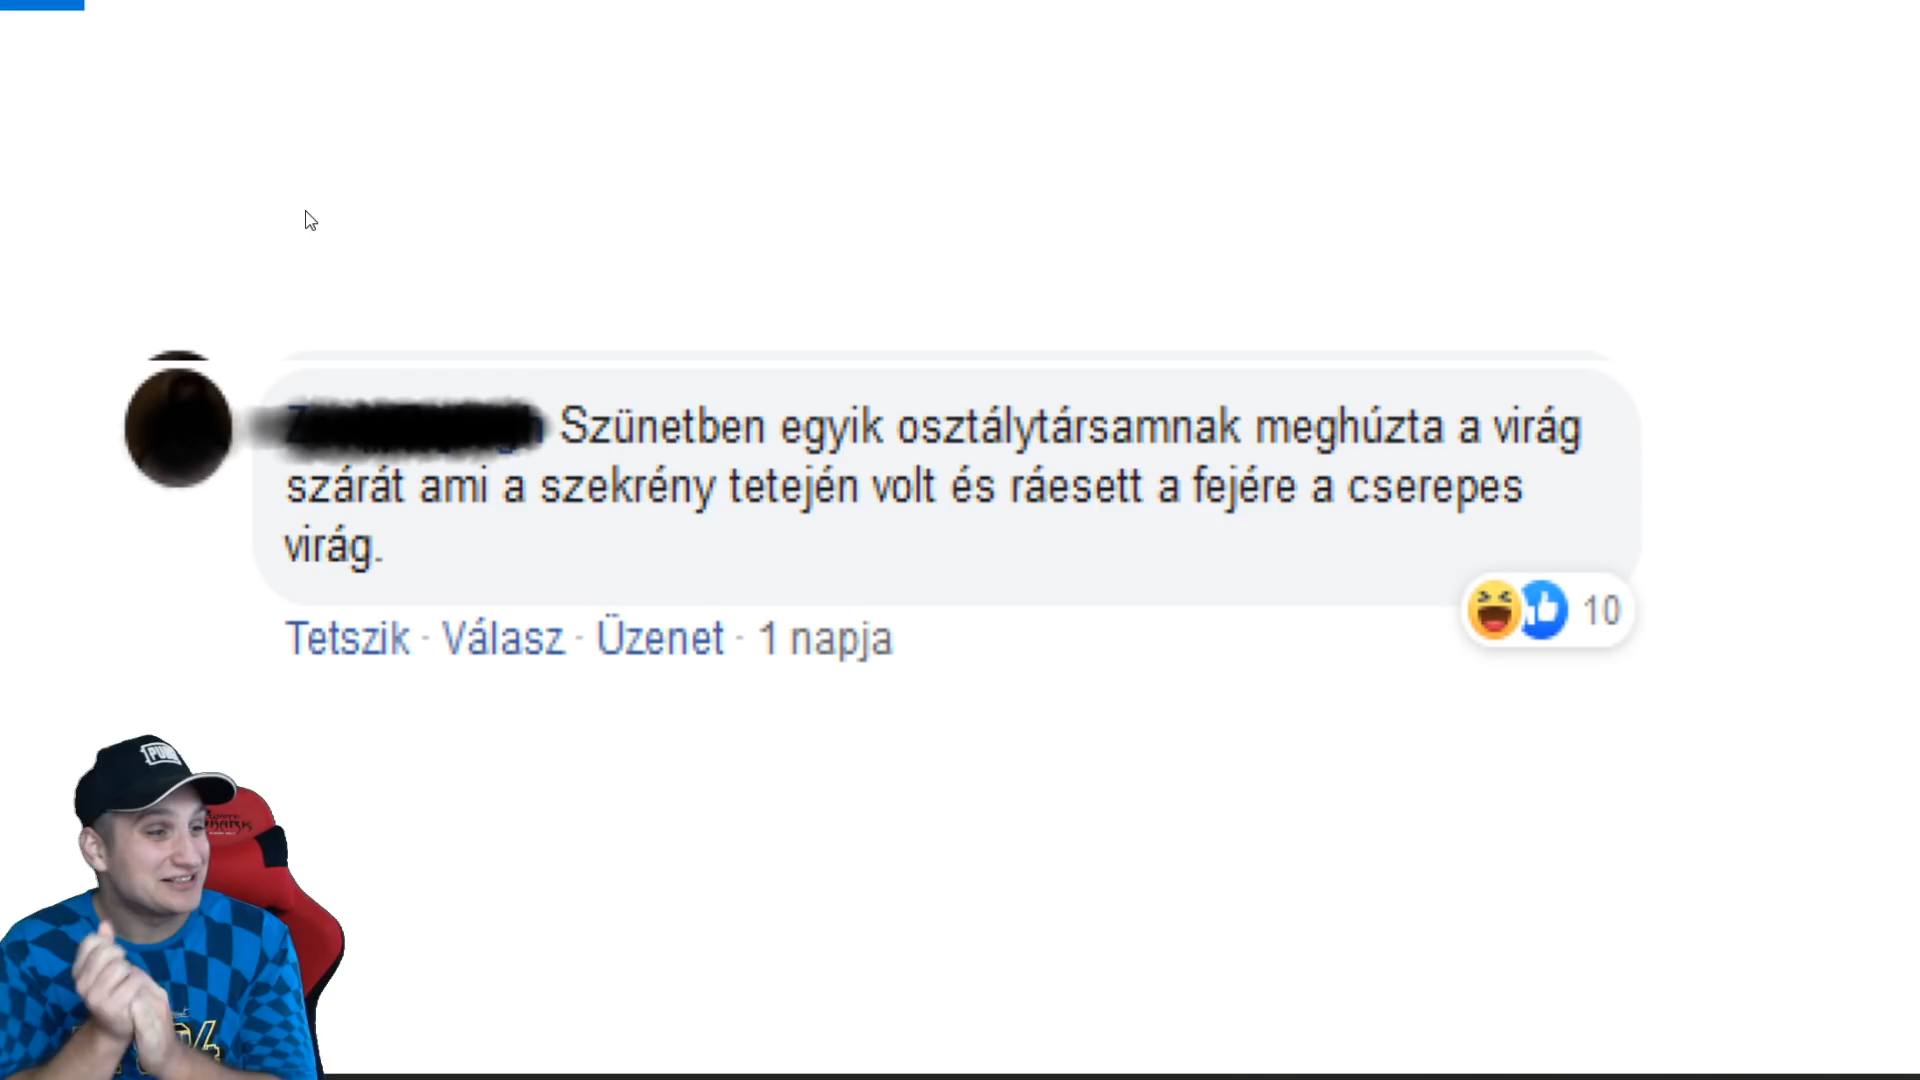 Szünetben egyik osztálytársamnak meghúzta a virág
szárát ami a szekrény tetején volt és ráesett a fejére a cserepes
virág.
10
Tetszik · Válasz · Üzenet · 1 napja